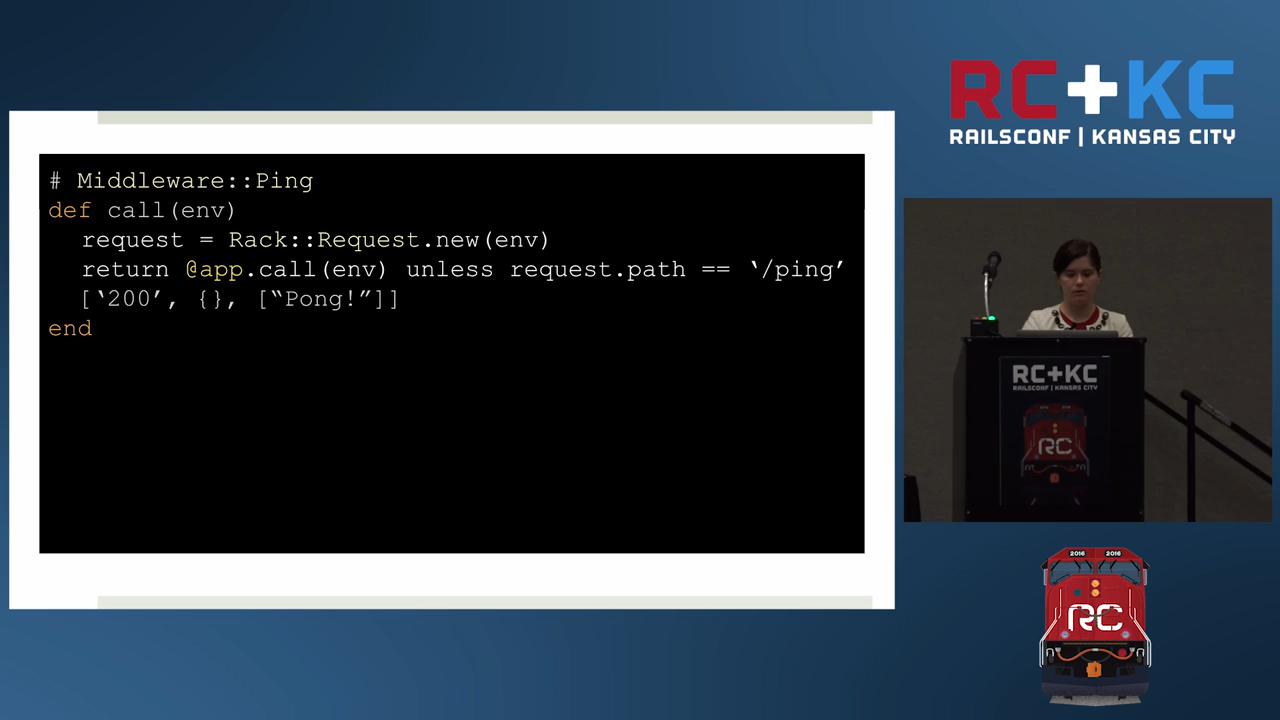 # Middleware::Ping
def call(env)
request = Rack::Request.new(env)
return @app.call(env) unless request.path == ‘/ping’
[‘200’, {}, [“Pong!”]]
end
RC+KC
RAILSCONF | KANSAS CITY
RC+KC
RAILSCONF | KANSAS CITY
RC
2016 2016
RC